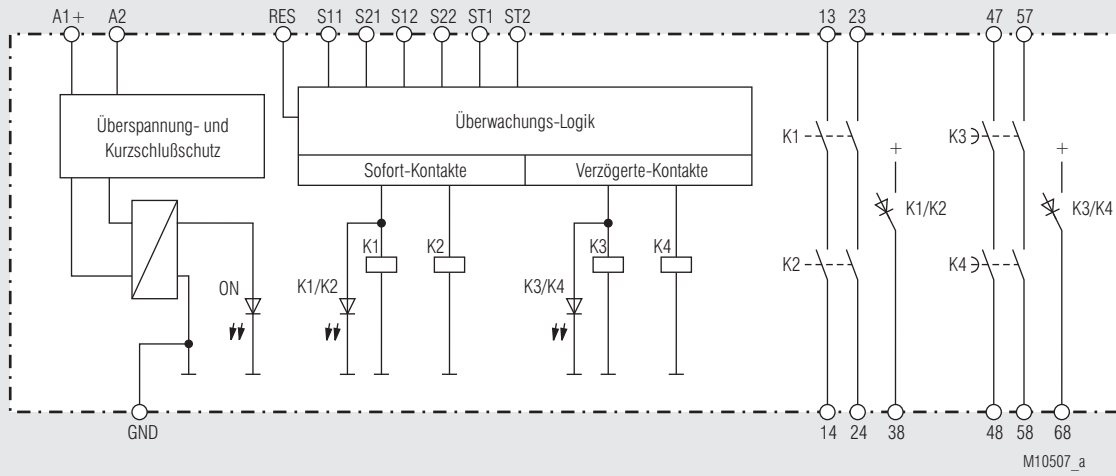 A1+ A2 RES S11 S21 S12 S22 ST1 ST2 13 23 47 57
Überspannung- und
Kurzschlußschutz
Überwachungs-Logik
Sofort-Kontakte Verzögerte-Kontakte
K1 K3
+ +
K1/K2 K3/K4
K1 K2 K3 K4
K2 K4
ON K1/K2 K3/K4
GND 14 24 38 48 58 68
M10507_a